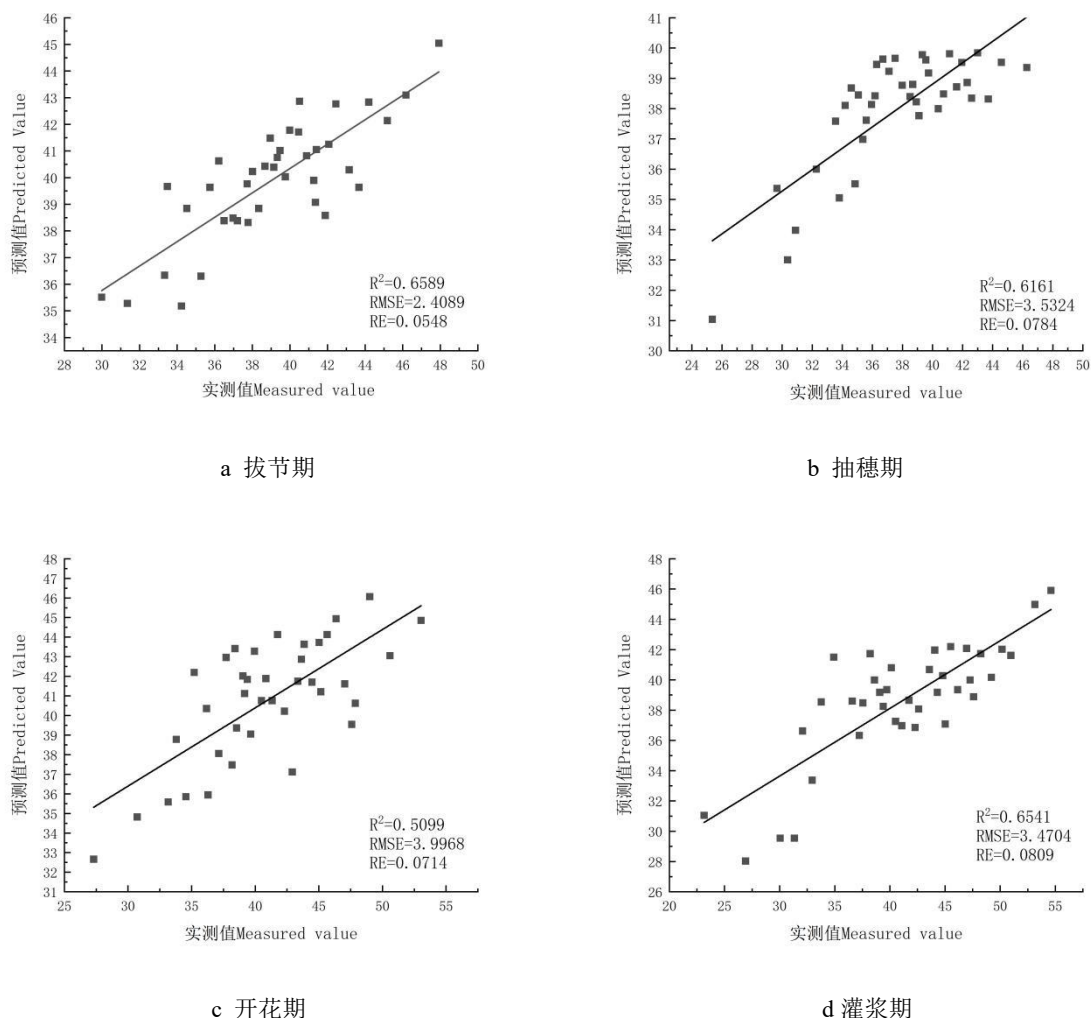 46
45
44
43
42
41
40
39
38
37
36
35
34
预测值Predicted Value
28 30 32 34 36 38 40 42 44 46 48 50
实测值Measured value
R²=0.6589
RMSE=2.4089
RE=0.0548
a 拔节期
41
40
39
38
37
36
35
34
33
32
31
30
预测值Predicted Value
24 26 28 30 32 34 36 38 40 42 44 46 48 50
实测值Measured value
R²=0.6161
RMSE=3.5324
RE=0.0784
b 抽穗期
48
47
46
45
44
43
42
41
40
39
38
37
36
35
34
33
32
31
预测值Predicted Value
25 30 35 40 45 50 55
实测值Measured value
R²=0.5099
RMSE=3.9968
RE=0.0714
c 开花期
48
46
44
42
40
38
36
34
32
30
28
26
预测值Predicted Value
20 25 30 35 40 45 50 55
实测值Measured value
R²=0.6541
RMSE=3.4704
RE=0.0809
d 灌浆期